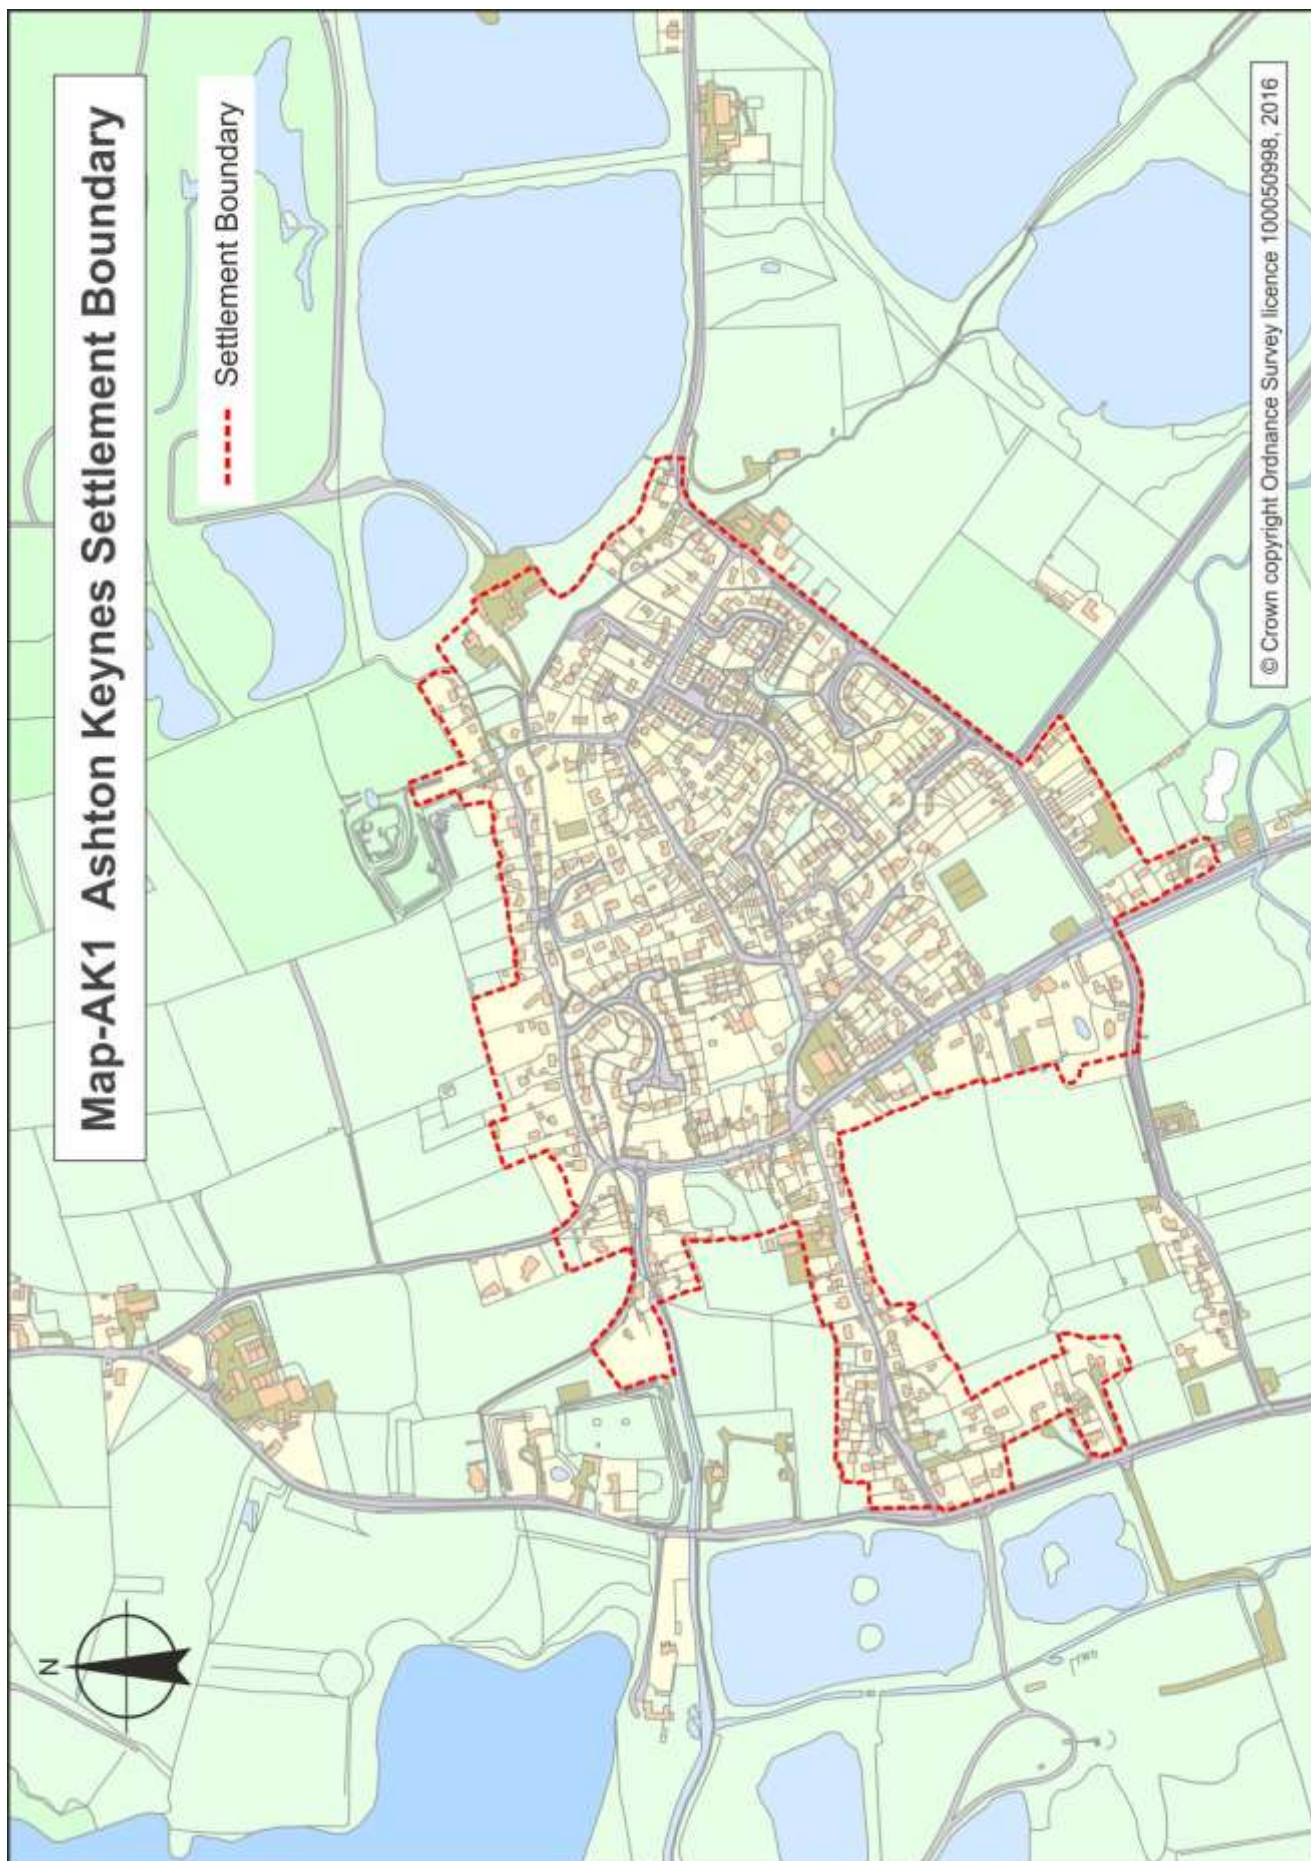 Map-AK1 Ashton Keynes Settlement Boundary
Settlement Boundary
N
© Crown copyright Ordnance Survey licence 100050998, 2016